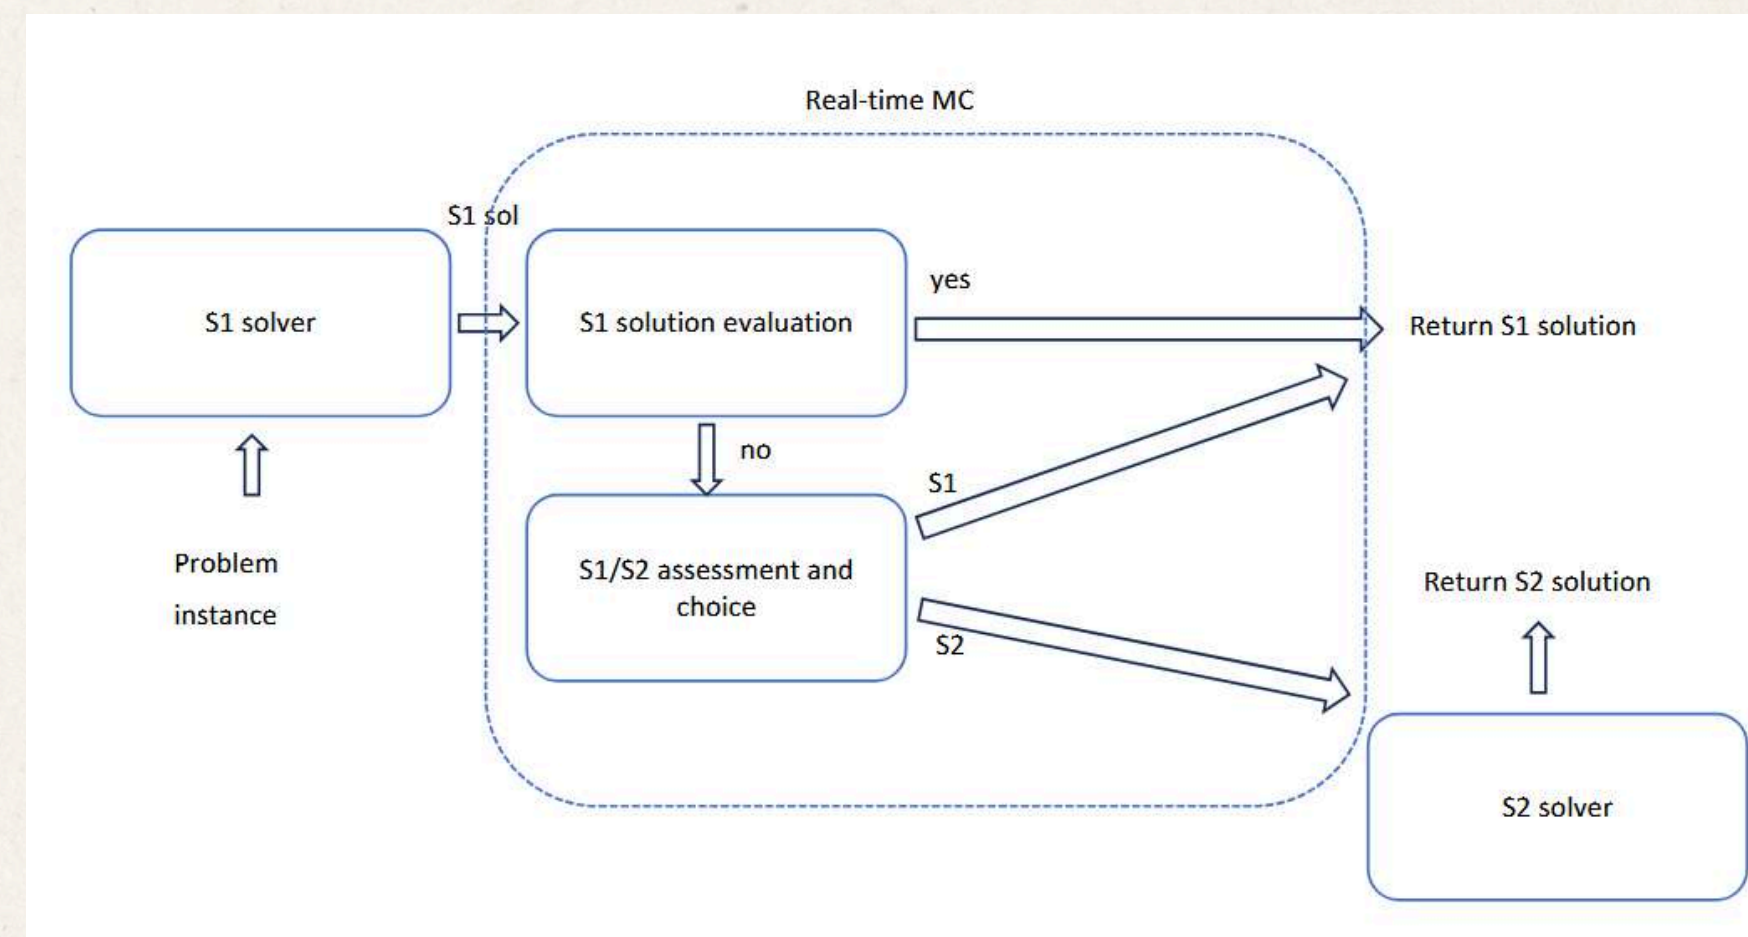 Real-time MC
S1 sol
S1 solver
S1 solution evaluation
yes
Return S1 solution
no
S1
Problem
instance
S1/S2 assessment and
choice
S2
Return S2 solution
S2 solver